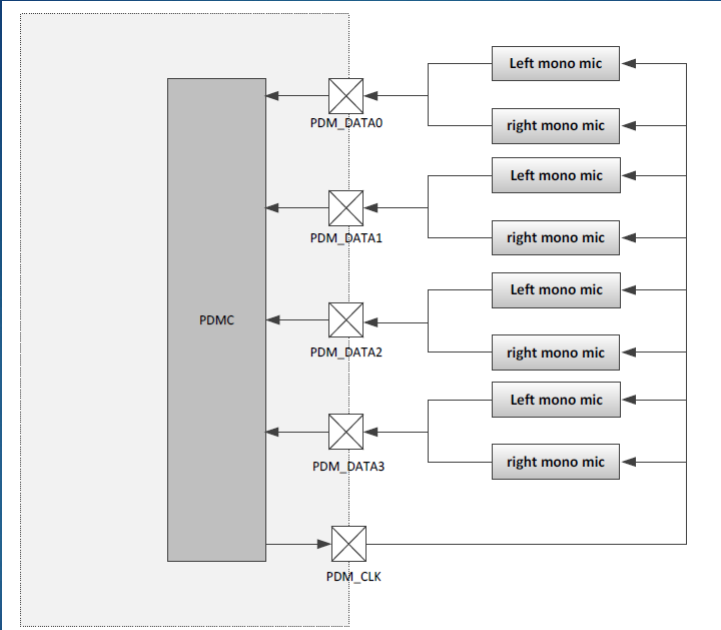 Left mono mic
PDM_DATA0
right mono mic
Left mono mic
PDM_DATA1
right mono mic
Left mono mic
PDMC
PDM_DATA2
right mono mic
Left mono mic
PDM_DATA3
right mono mic
PDM_CLK